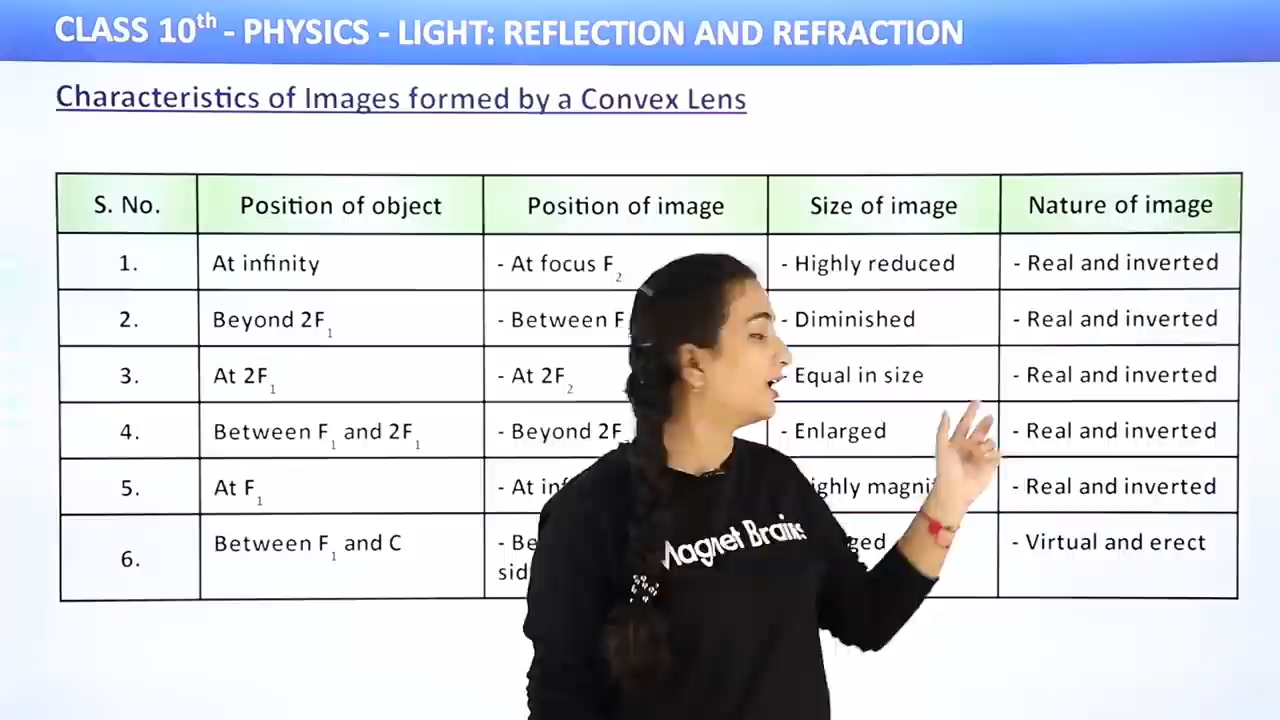 CLASS 10th - PHYSICS - LIGHT: REFLECTION AND REFRACTION
Characteristics of Images formed by a Convex Lens
S. No. Position of object Position of image Size of image Nature of image
1. At infinity - At focus F2 - Highly reduced - Real and inverted
2. Beyond 2F1 - Between F - Diminished - Real and inverted
3. At 2F1 - At 2F2 - Equal in size - Real and inverted
4. Between F1 and 2F1 - Beyond 2F - Enlarged - Real and inverted
5. At F1 - At - Real and inverted
6. Between F1 and C - Virtual and erect
Magnet Brains